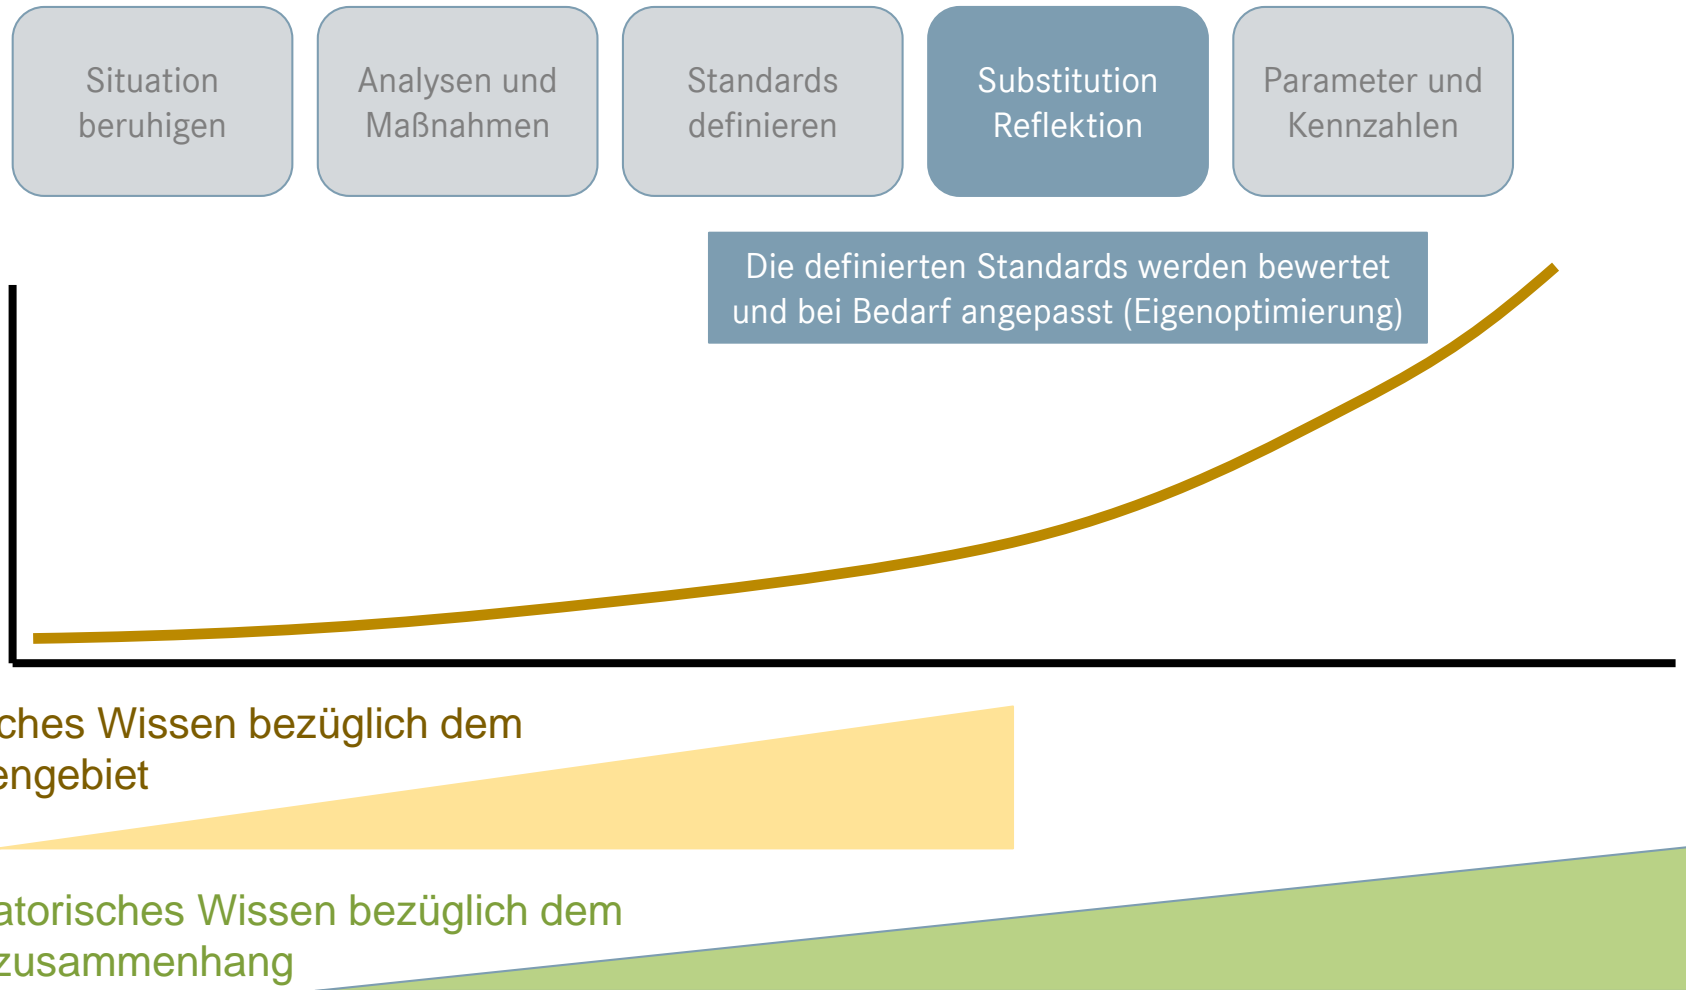 Situation
beruhigen
Analysen und
Maßnahmen
Standards
definieren
Substitution
Reflektion
Parameter und
Kennzahlen
Die definierten Standards werden bewertet
und bei Bedarf angepasst (Eigenoptimierung)
ches Wissen bezüglich dem
engebiet
atorisches Wissen bezüglich dem
zusammenhang